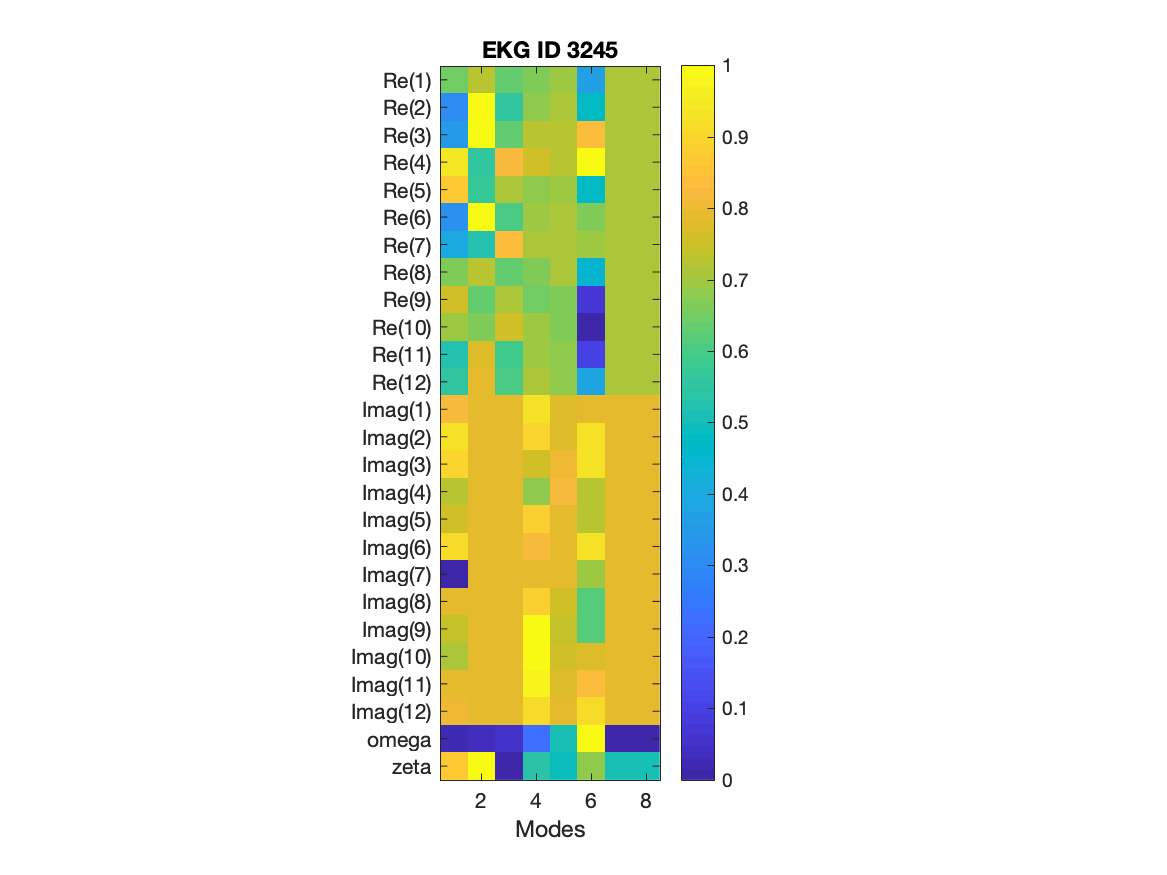 EKG ID 3245
Re(1)
Re(2)
Re(3)
Re(4)
Re(5)
Re(6)
Re(7)
Re(8)
Re(9)
Re(10)
Re(11)
Re(12)
Imag(1)
Imag(2)
Imag(3)
Imag(4)
Imag(5)
Imag(6)
Imag(7)
Imag(8)
Imag(9)
Imag(10)
Imag(11)
Imag(12)
omega
zeta
2 4 6 8
Modes
1
0.9
0.8
0.7
0.6
0.5
0.4
0.3
0.2
0.1
0